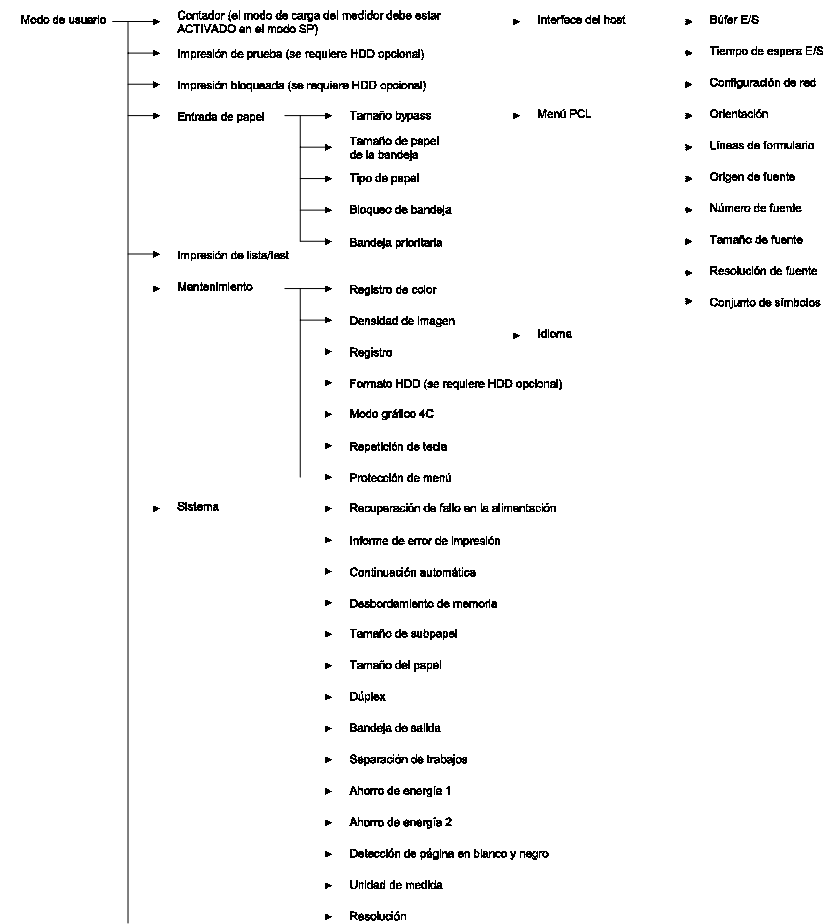 Modo de usuario
Contador (el modo de carga del medidor debe estar
ACTIVADO en el modo SP)
Impresión de prueba (se requiere HDD opcional)
Impresión bloqueada (se requiere HDD opcional)
Entrada de papel
Tamaño bypass
Tamaño de papel
de la bandeja
Tipo de papel
Bloqueo de bandeja
Bandeja prioritaria
Impresión de lista/test
Mantenimiento
Registro de color
Densidad de imagen
Registro
Formato HDD (se requiere HDD opcional)
Modo gráfico 4C
Repetición de tecla
Protección de menú
Sistema
Recuperación de fallo en la alimentación
Informe de error de impresión
Continuación automática
Desbordamiento de memoria
Tamaño de subpapel
Tamaño del papel
Dúplex
Bandeja de salida
Separación de trabajos
Ahorro de energía 1
Ahorro de energía 2
Detección de página en blanco y negro
Unidad de medida
Resolución
Interface del host
Búfer E/S
Tiempo de espera E/S
Configuración de red
Menú PCL
Orientación
Líneas de formulario
Origen de fuente
Número de fuente
Tamaño de fuente
Resolución de fuente
Conjunto de símbolos
Idioma